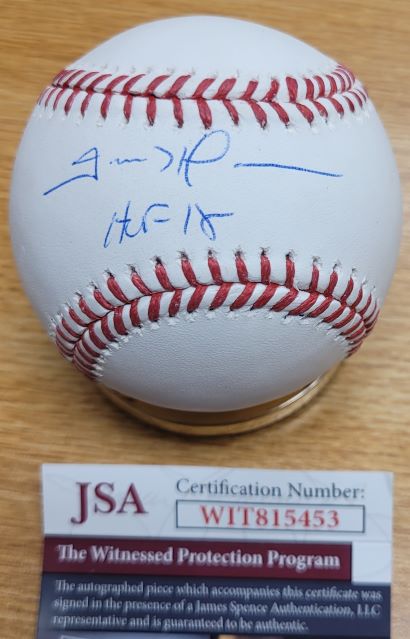 HOF 18
JSA
Certification Number:
WIT815453
The Witnessed Protection Program
The autographed piece which accompanies this certificate was
signed in the presence of a James Spence Authentication, LLC
representative and is guaranteed to be authentic.